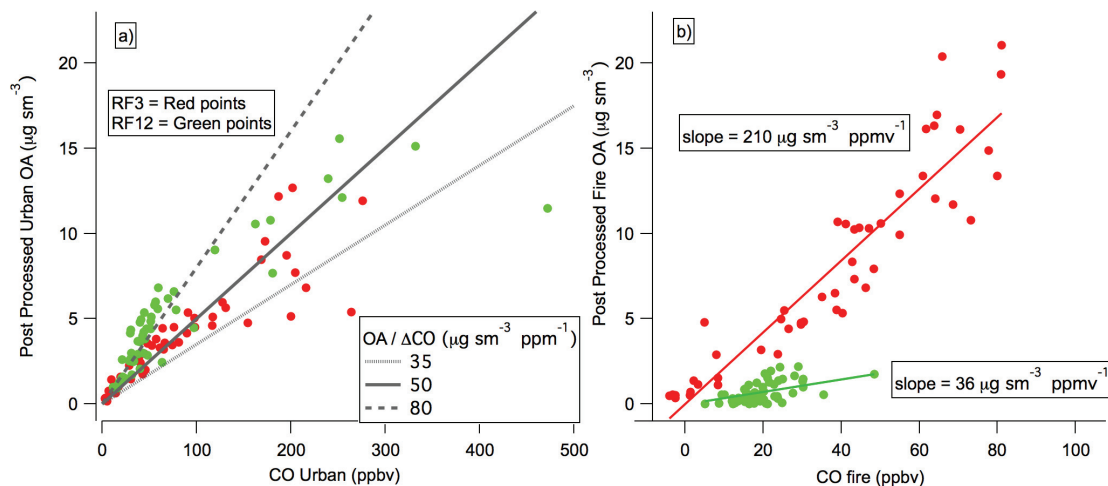 a)
RF3 = Red points
RF12 = Green points
Post Processed Urban OA (µg sm⁻³)
20
15
10
5
0
OA / ΔCO (µg sm⁻³ ppm⁻¹)
35
50
80
0 100 200 300 400 500
CO Urban (ppbv)
b)
Post Processed Fire OA (µg sm⁻³)
20
15
10
5
0
slope = 210 µg sm⁻³ ppmv⁻¹
slope = 36 µg sm⁻³ ppmv⁻¹
0 20 40 60 80 100
CO fire (ppbv)